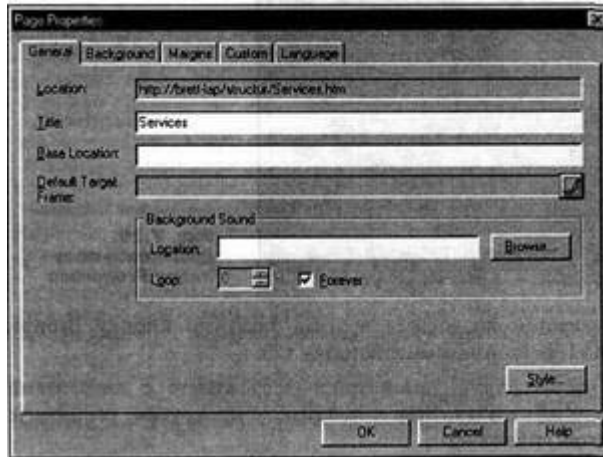 Page Properties
General Background Margins Custom Language
Location: http://brett-lap/structur/Services.htm
Title: Services
Base Location:
Default Target Frame:
Background Sound
Location: Browse...
Loop: 0 Forever
Style...
OK Cancel Help